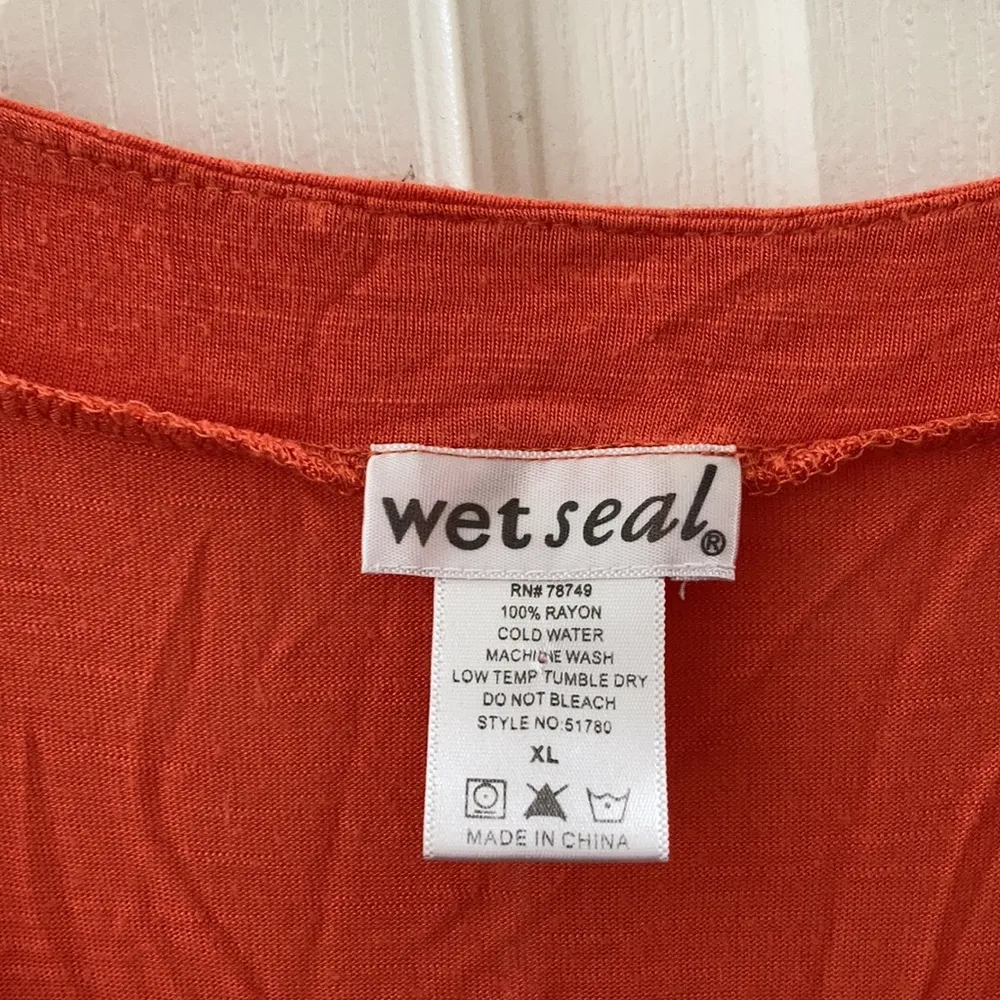 wet seal®
RN# 78749
100% RAYON
COLD WATER
MACHINE WASH
LOW TEMP TUMBLE DRY
DO NOT BLEACH
STYLE NO:51780
XL
MADE IN CHINA